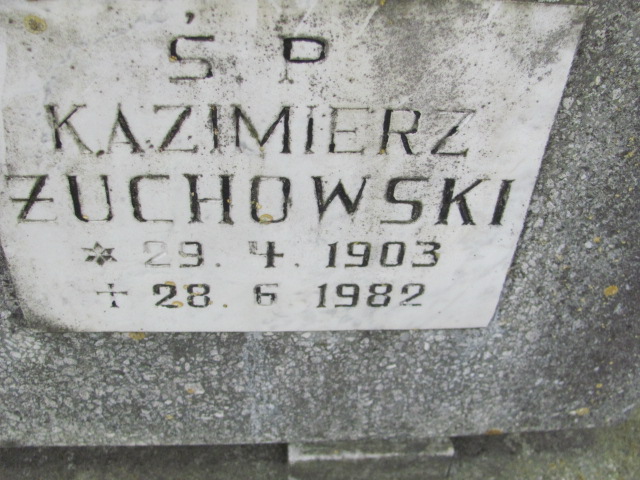 Ś P
KAZIMIERZ
ŻUCHOWSKI
* 29. 4. 1903
† 28. 6 1982